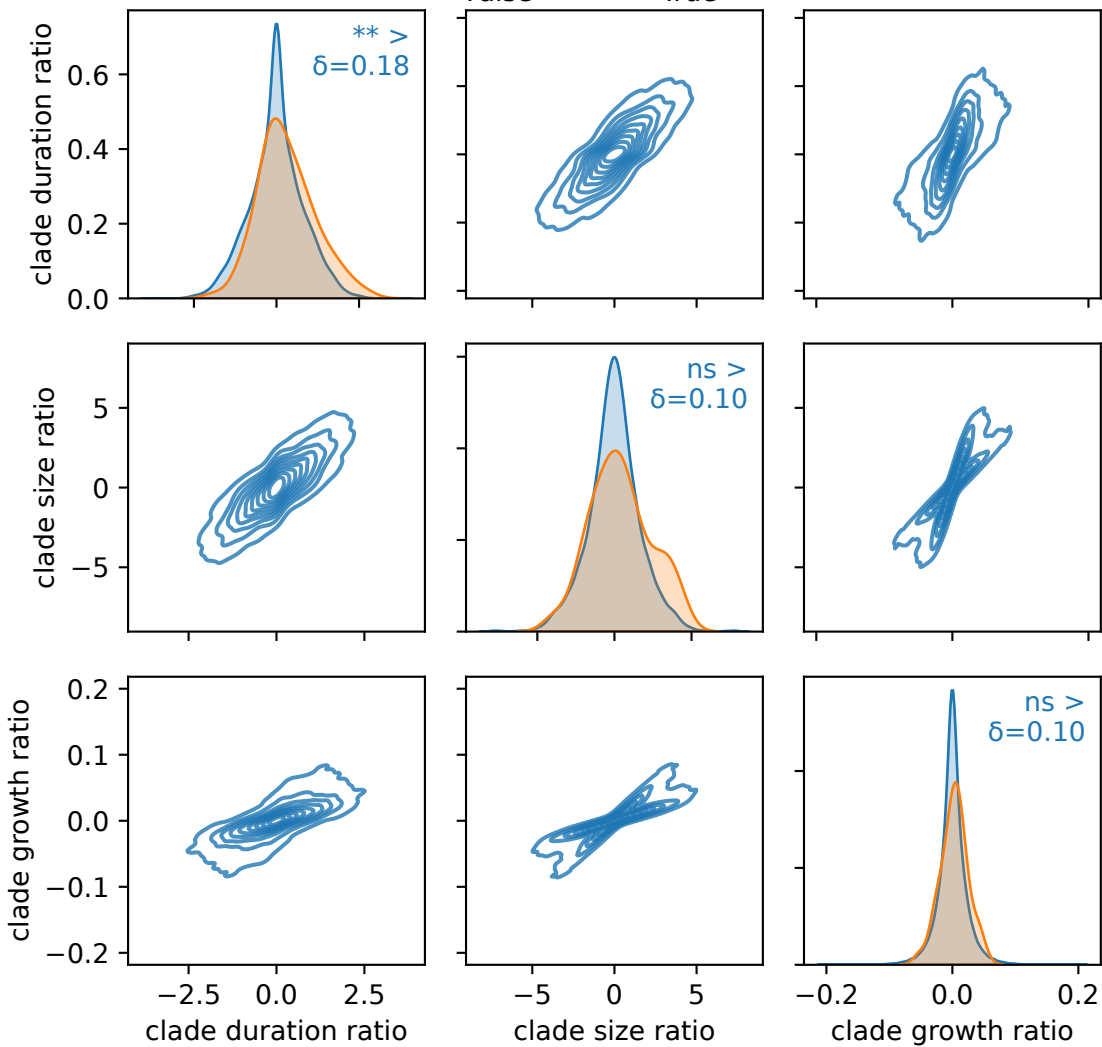 ** >
δ=0.18
clade duration ratio
0.6
0.4
0.2
0.0
ns >
δ=0.10
clade size ratio
5
0
−5
ns >
δ=0.10
clade growth ratio
0.2
0.1
0.0
−0.1
−0.2
−2.5 0.0 2.5
−5 0 5
−0.2 0.0 0.2
clade duration ratio
clade size ratio
clade growth ratio